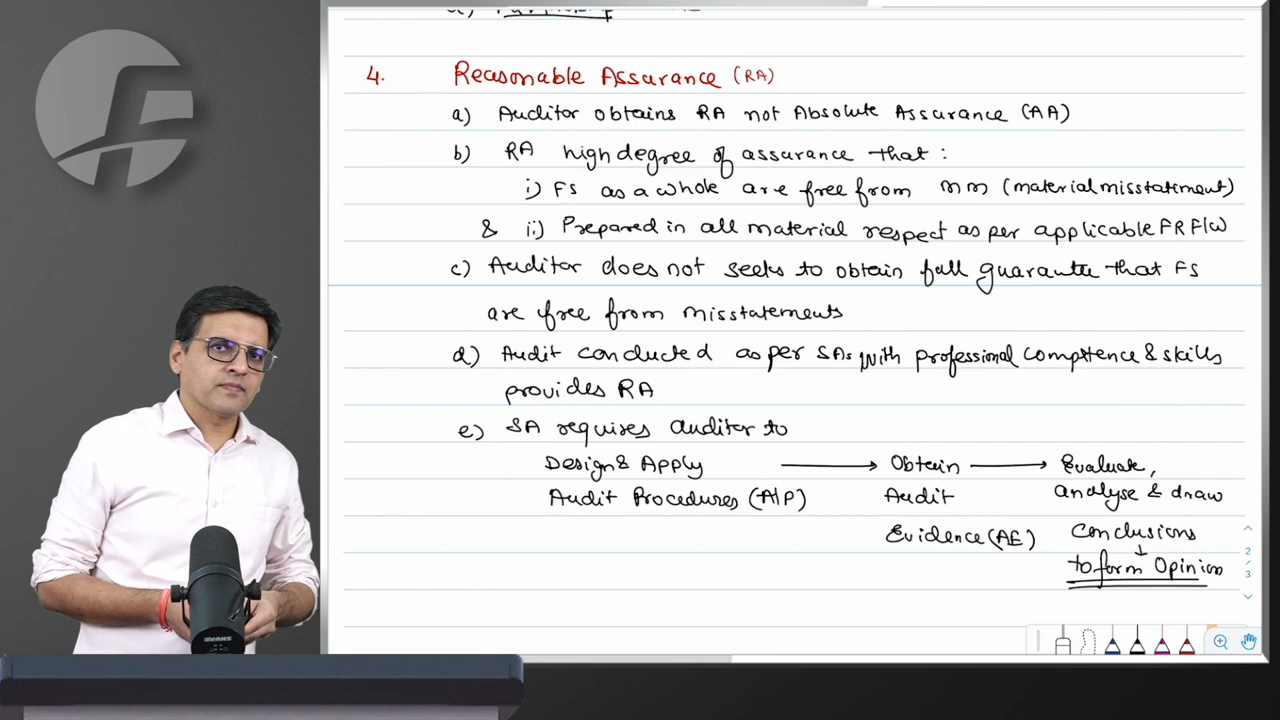 4. Reasonable Assurance (RA)
a) Auditor obtains RA not Absolute Assurance (AA)
b) RA high degree of assurance that :
i) FS as a whole are free from mm (material misstatement)
& ii) Prepared in all material respect as per applicable FRF/W
c) Auditor does not seeks to obtain full guarantee that FS
are free from misstatements
d) Audit conducted as per SAs with professional competence & skills
provides RA
e) SA requires auditor to
Design & Apply → Obtain → Evaluate,
Audit Procedures (A/P) Audit analyse & draw
Evidence (AE) Conclusions
↓
to form Opinion
2
/
3
SHURE